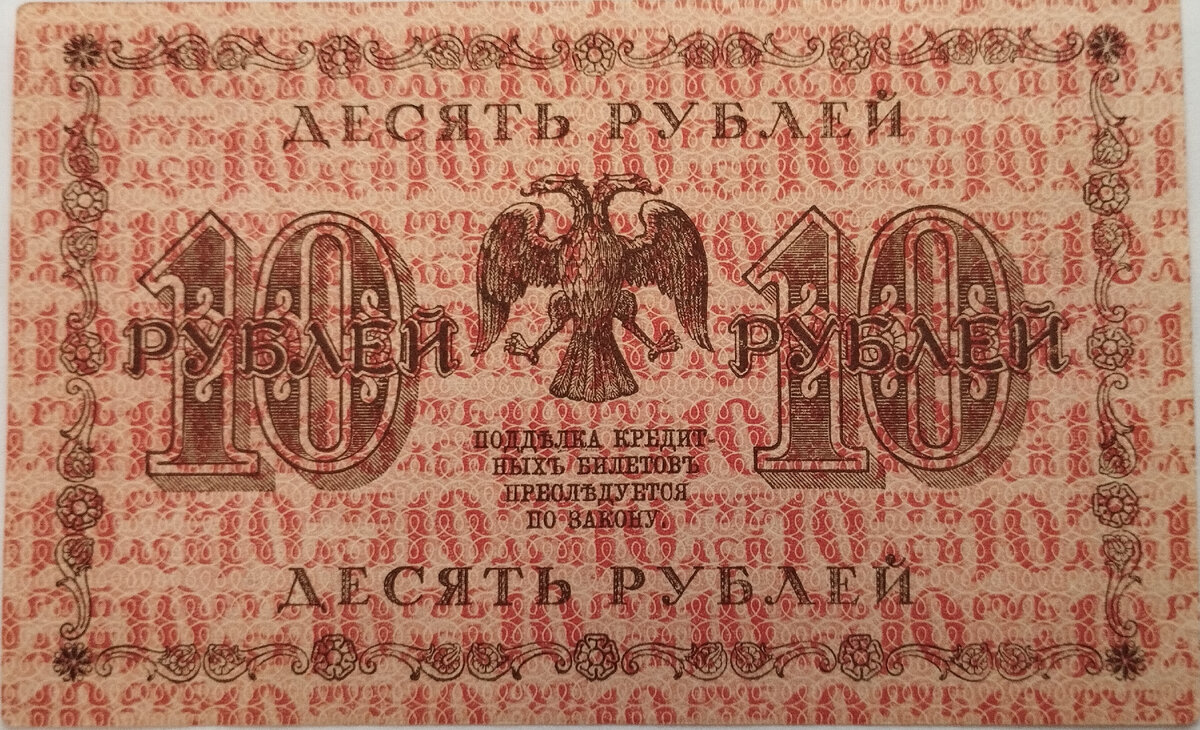 ДЕСЯТЬ РУБЛЕЙ
10 10
РУБЛЕЙ РУБЛЕЙ
ПОДДѢЛКА КРЕДИТ-
НЫХЪ БИЛЕТОВЪ
ПРЕСЛѢДУЕТСЯ
ПО ЗАКОНУ.
ДЕСЯТЬ РУБЛЕЙ